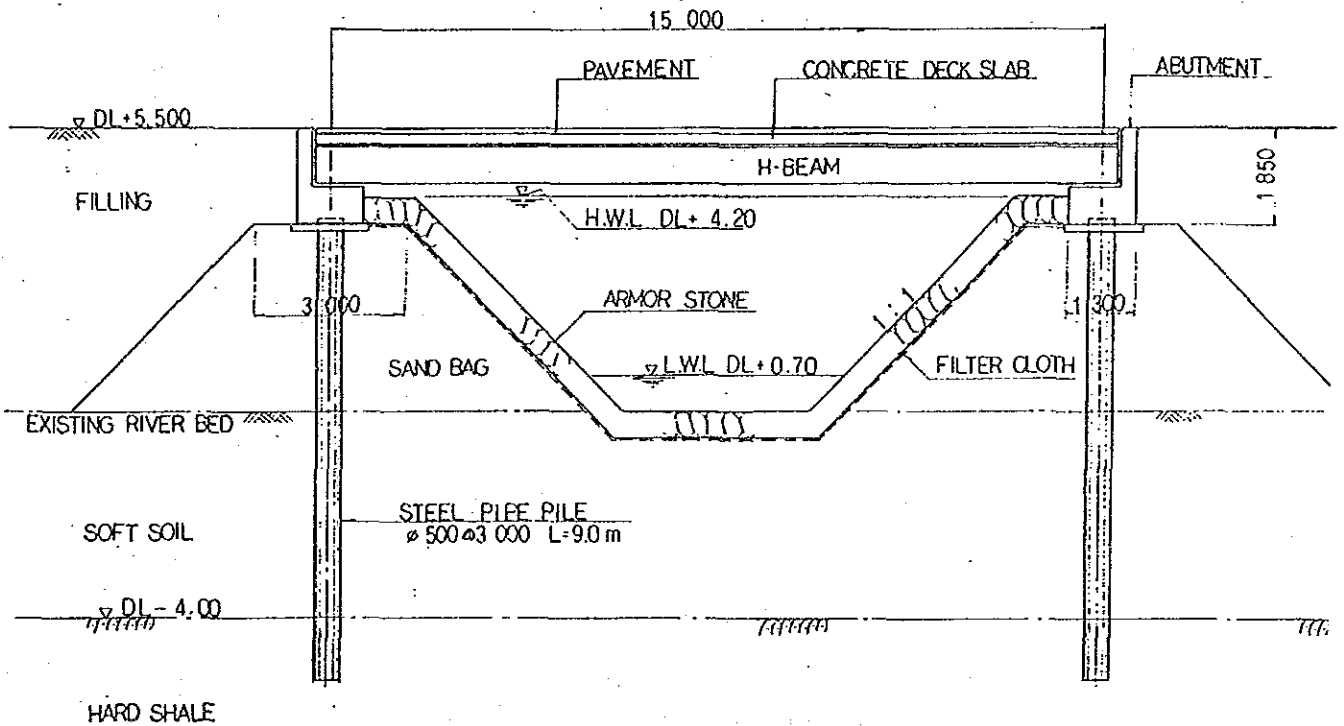 15 000
PAVEMENT
CONCRETE DECK SLAB
ABUTMENT
DL+5.500
H-BEAM
1 850
FILLING
H.W.L DL+ 4.20
3 000
ARMOR STONE
1 : 1
1 300
SAND BAG
L.W.L DL+0.70
FILTER CLOTH
EXISTING RIVER BED
STEEL PIPE PILE
ø 500 @3 000 L=9.0 m
SOFT SOIL
DL- 4.00
HARD SHALE